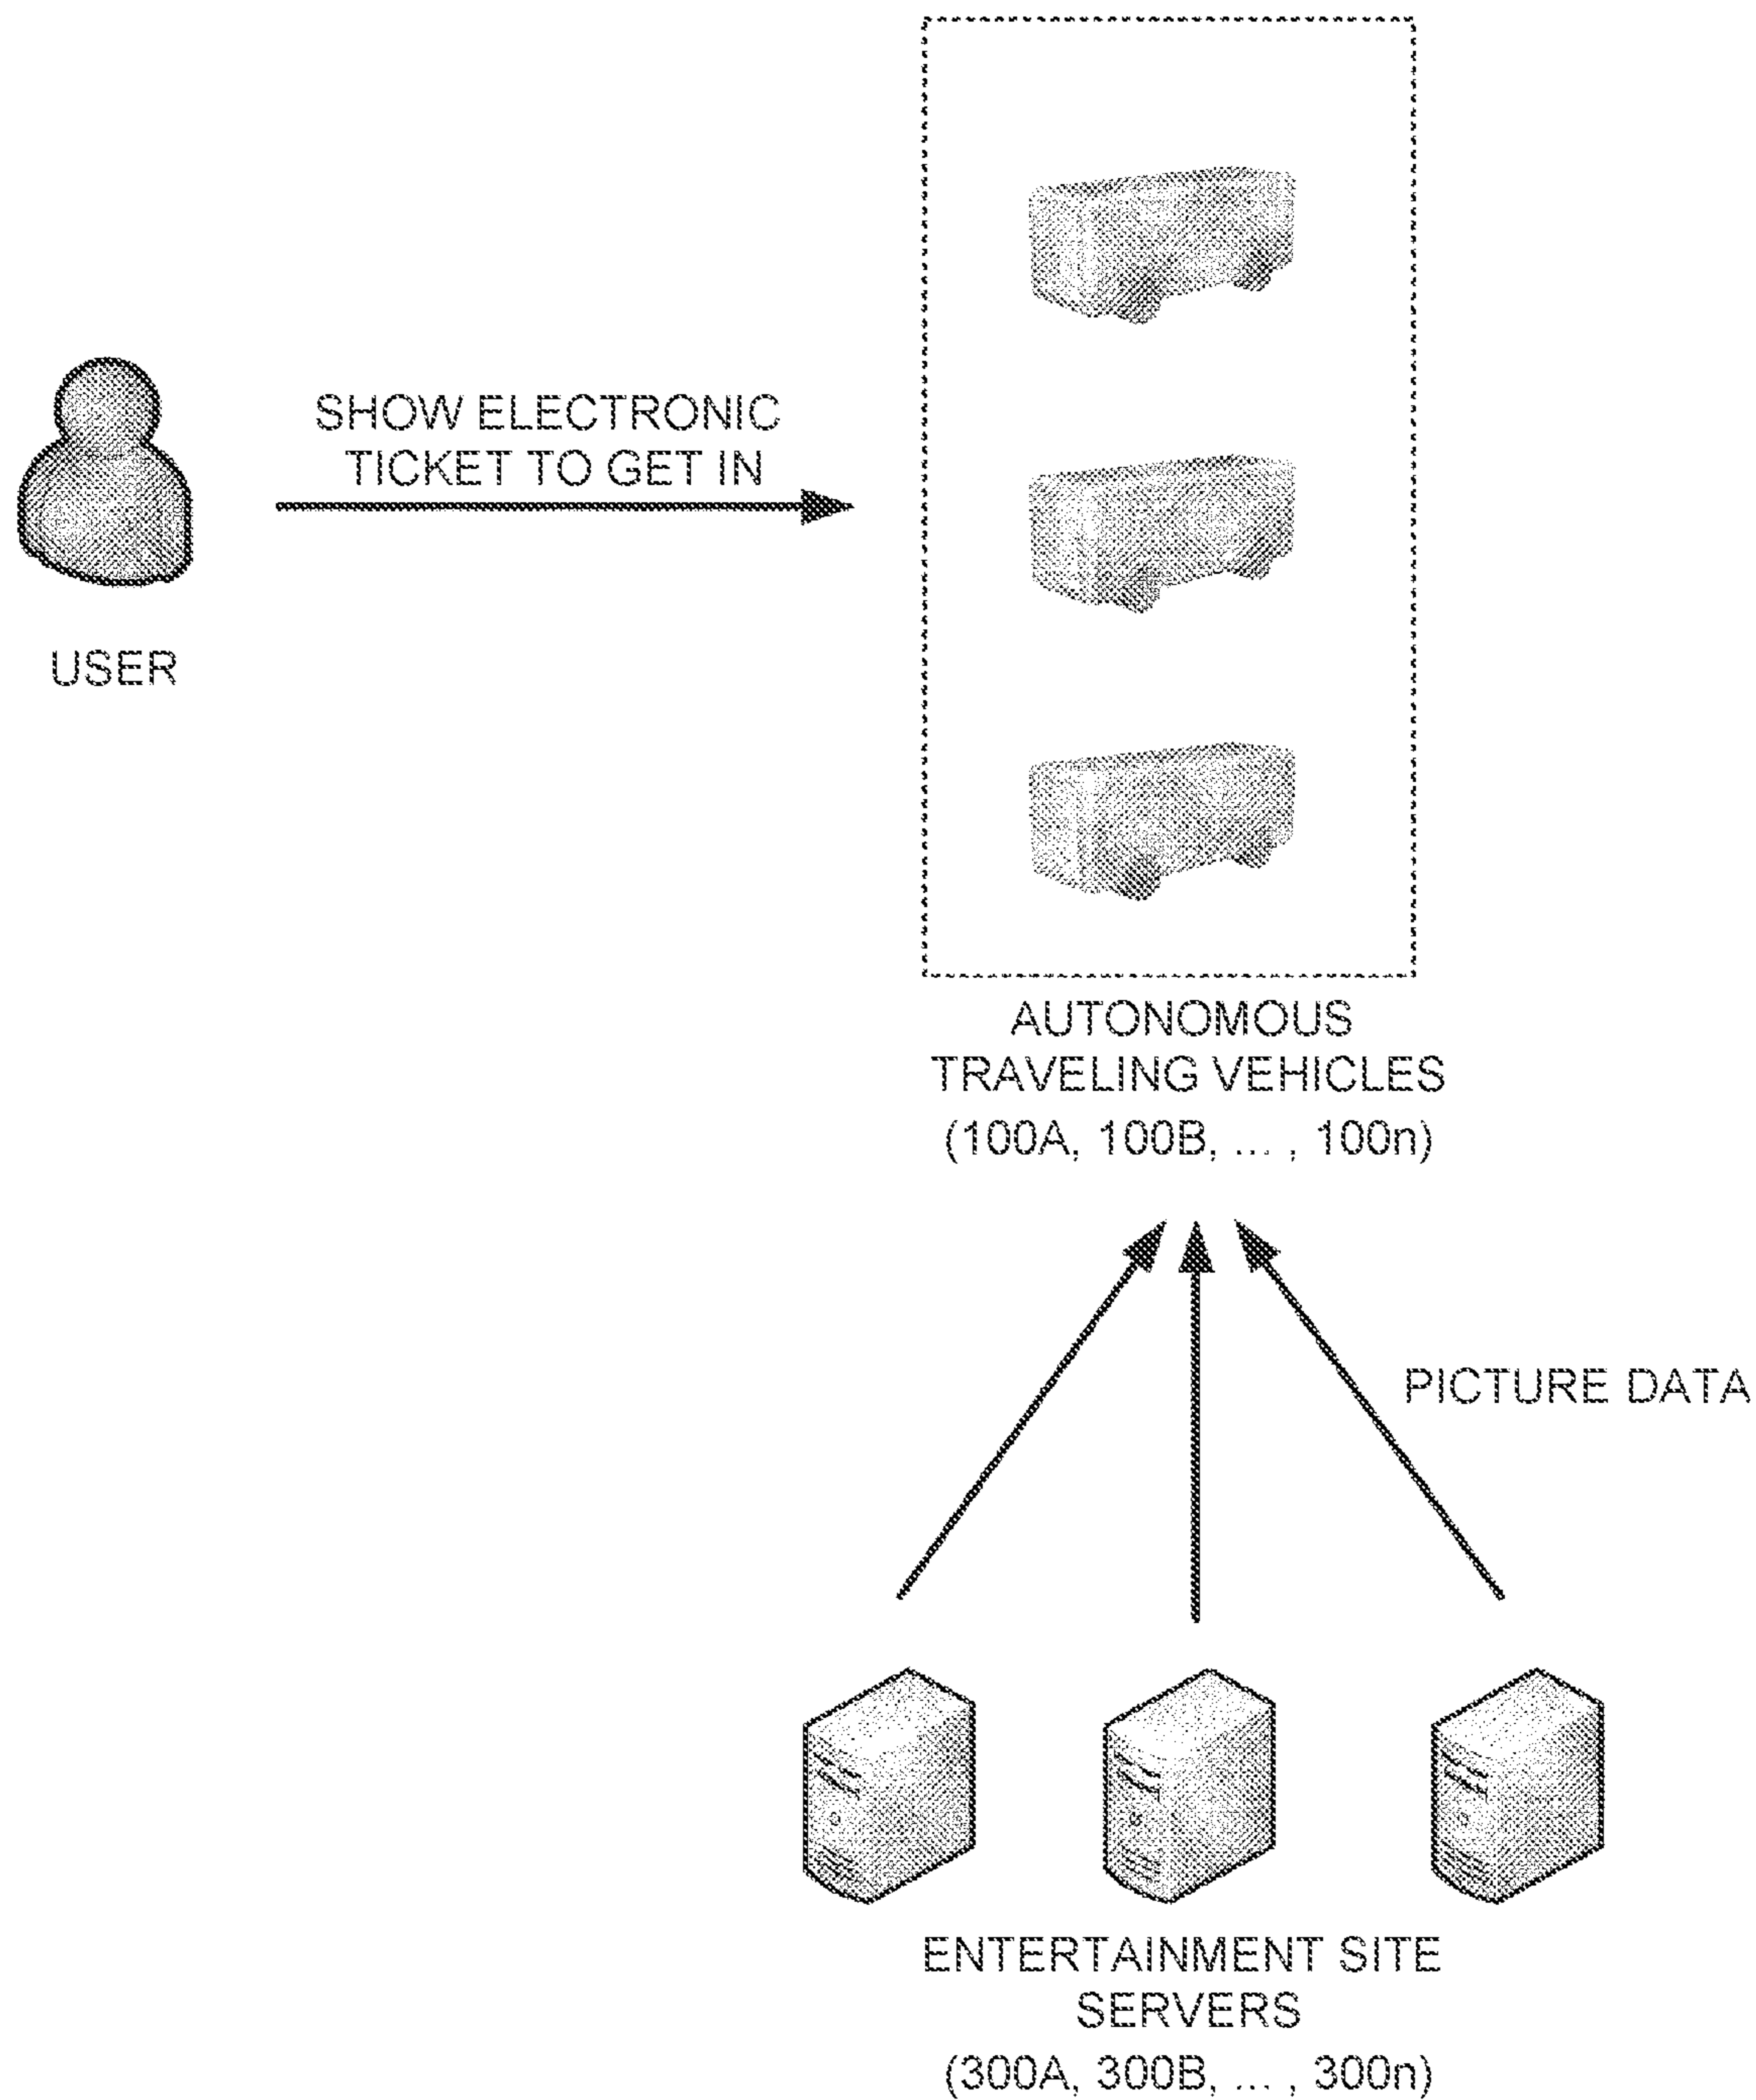 SHOW ELECTRONIC
TICKET TO GET IN
USER
AUTONOMOUS
TRAVELING VEHICLES
(100A, 100B, ... , 100n)
PICTURE DATA
ENTERTAINMENT SITE
SERVERS
(300A, 300B, ... , 300n)